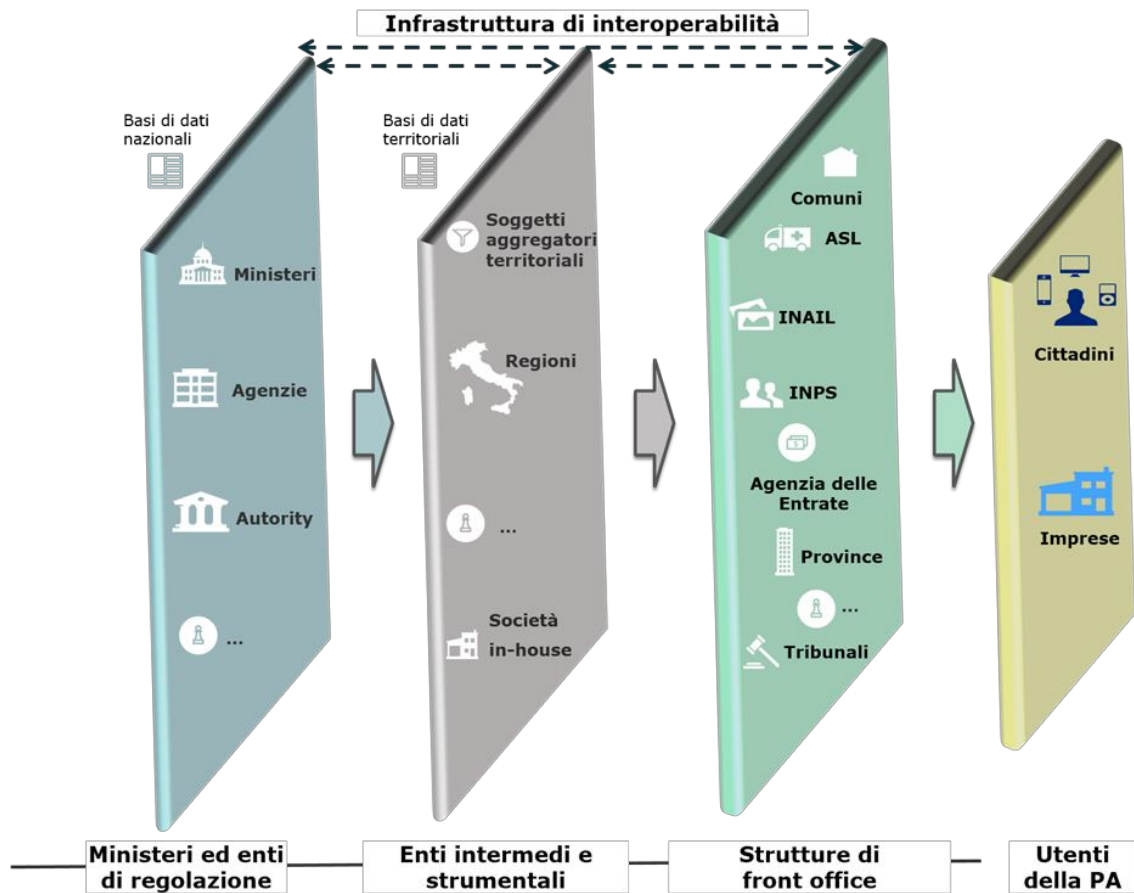 Infrastruttura di interoperabilità
Basi di dati
nazionali
Ministeri
Agenzie
Autority
...
Basi di dati
territoriali
Soggetti
aggregatori
territoriali
Regioni
...
Società
in-house
Comuni
ASL
INAIL
INPS
Agenzia delle
Entrate
Province
...
Tribunali
Cittadini
Imprese
Ministeri ed enti
di regolazione
Enti intermedi e
strumentali
Strutture di
front office
Utenti
della PA